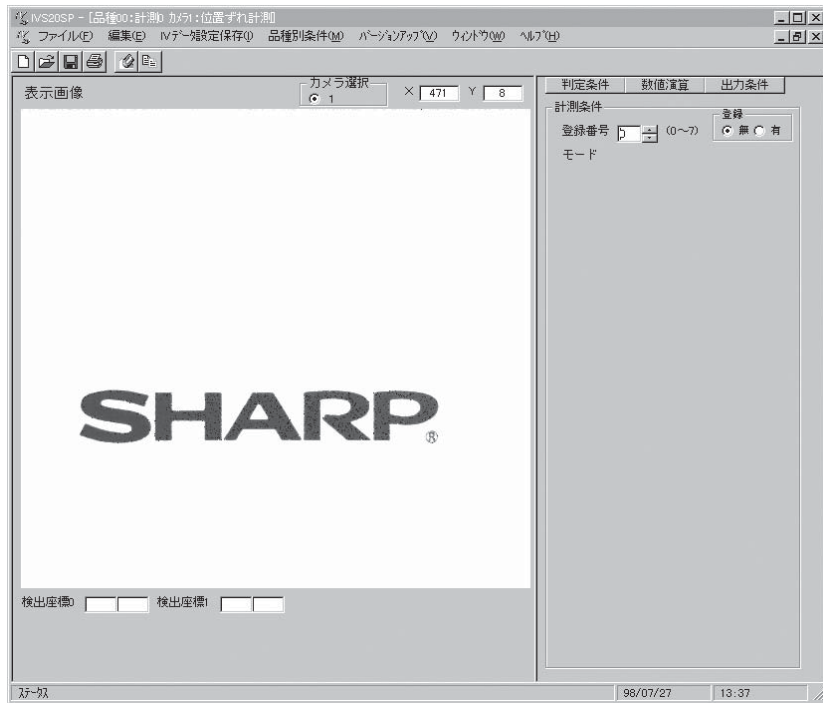 IVS20SP - [品種00:計測0 カメラ1:位置ずれ計測]
ファイル(F) 編集(E) IVデータ設定保存(I) 品種別条件(M) バージョンアップ(V) ウィンドウ(W) ヘルプ(H)
表示画像
カメラ選択
1
X 471 Y 8
判定条件 数値演算 出力条件
計測条件
登録番号 (0～7)
登録
無 有
モード
SHARP®
検出座標0 検出座標1
ステータス 98/07/27 13:37